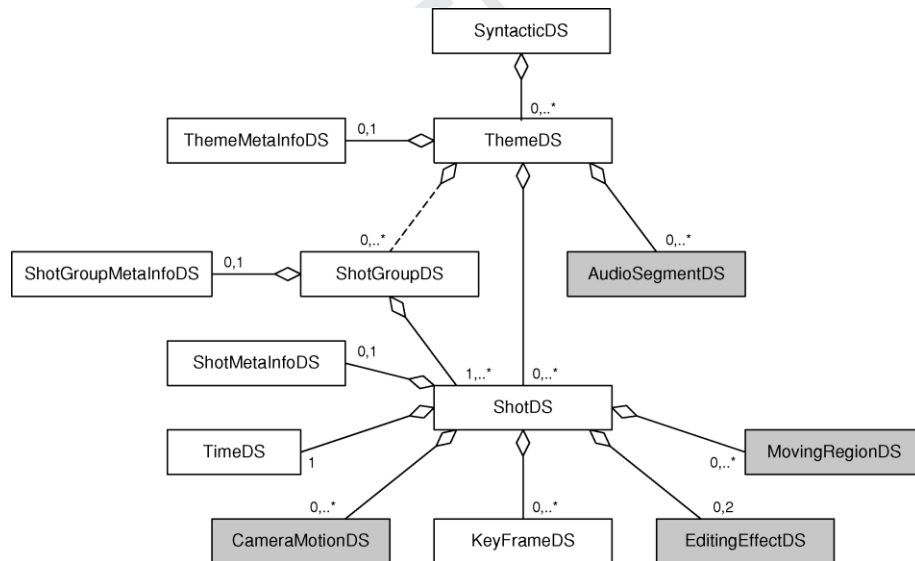 SyntacticDS
0,..*
ThemeMetaInfoDS
0,1
ThemeDS
0,..*
0,..*
ShotGroupMetaInfoDS
0,1
ShotGroupDS
AudioSegmentDS
ShotMetaInfoDS
0,1
1,..*
0,..*
ShotDS
TimeDS
1
MovingRegionDS
0,..*
0,..*
0,..*
0,2
CameraMotionDS
KeyFrameDS
EditingEffectDS